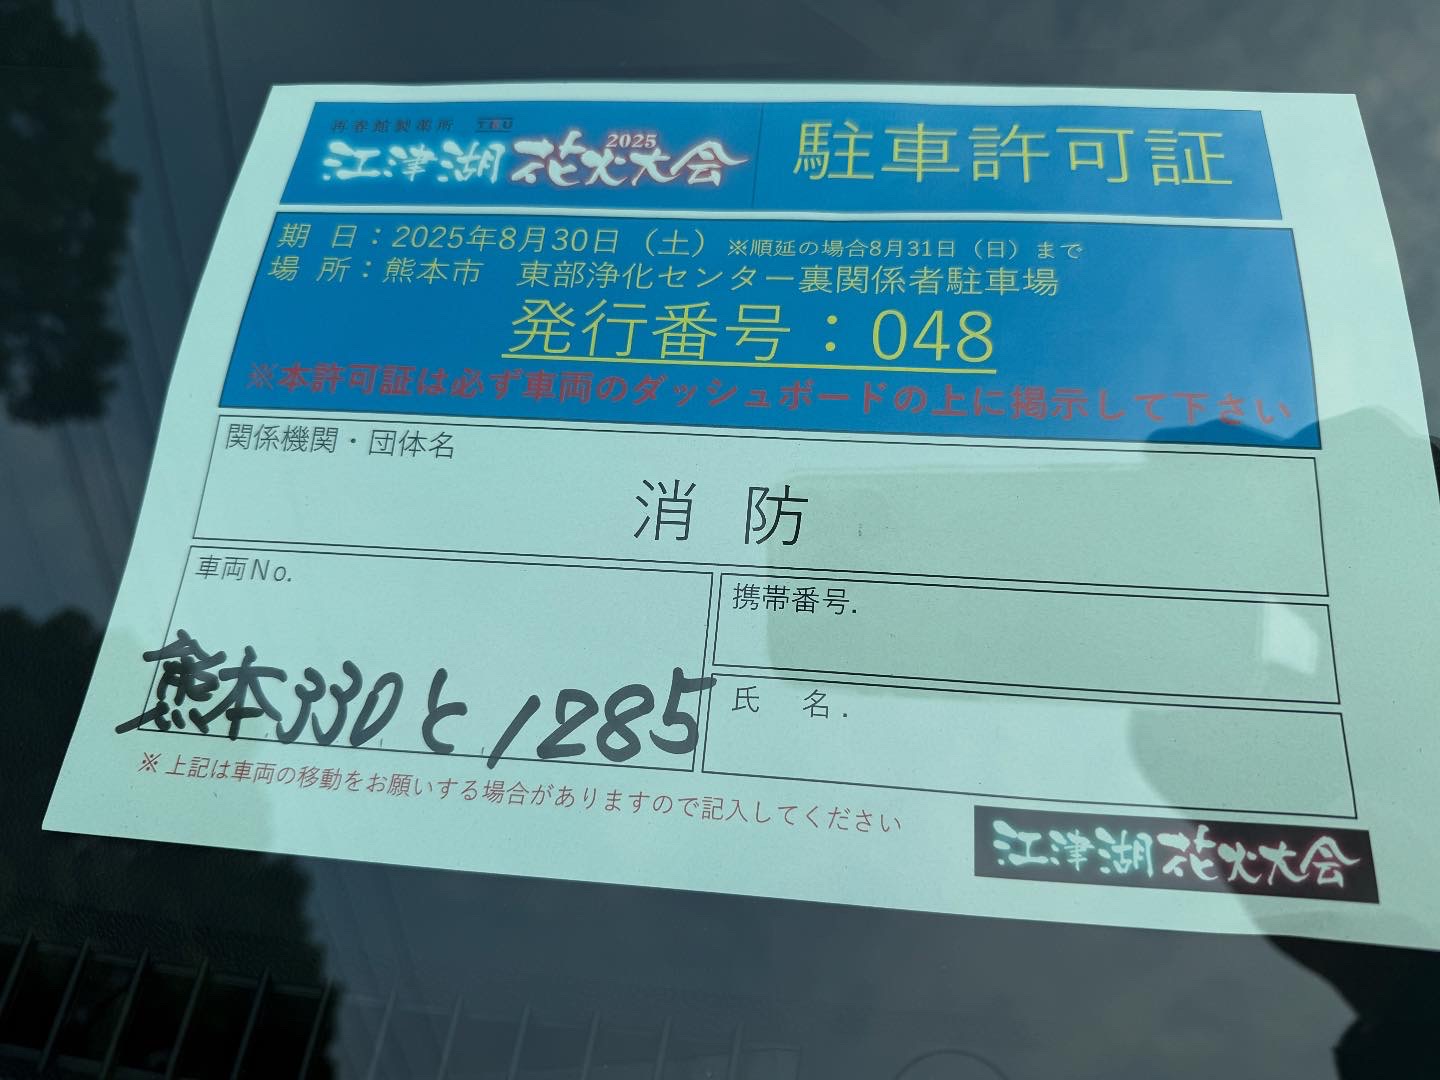 再春館製薬所 TKU
江津湖 花火大会 2025
駐車許可証
期 日：2025年8月30日（土） ※順延の場合8月31日（日）まで
場 所：熊本市 東部浄化センター裏関係者駐車場
発行番号：048
※本許可証は必ず車両のダッシュボードの上に掲示して下さい
関係機関・団体名
消 防
車両No.
熊本330と1285
携帯番号.
氏 名.
※ 上記は車両の移動をお願いする場合がありますので記入してください
江津湖 花火大会